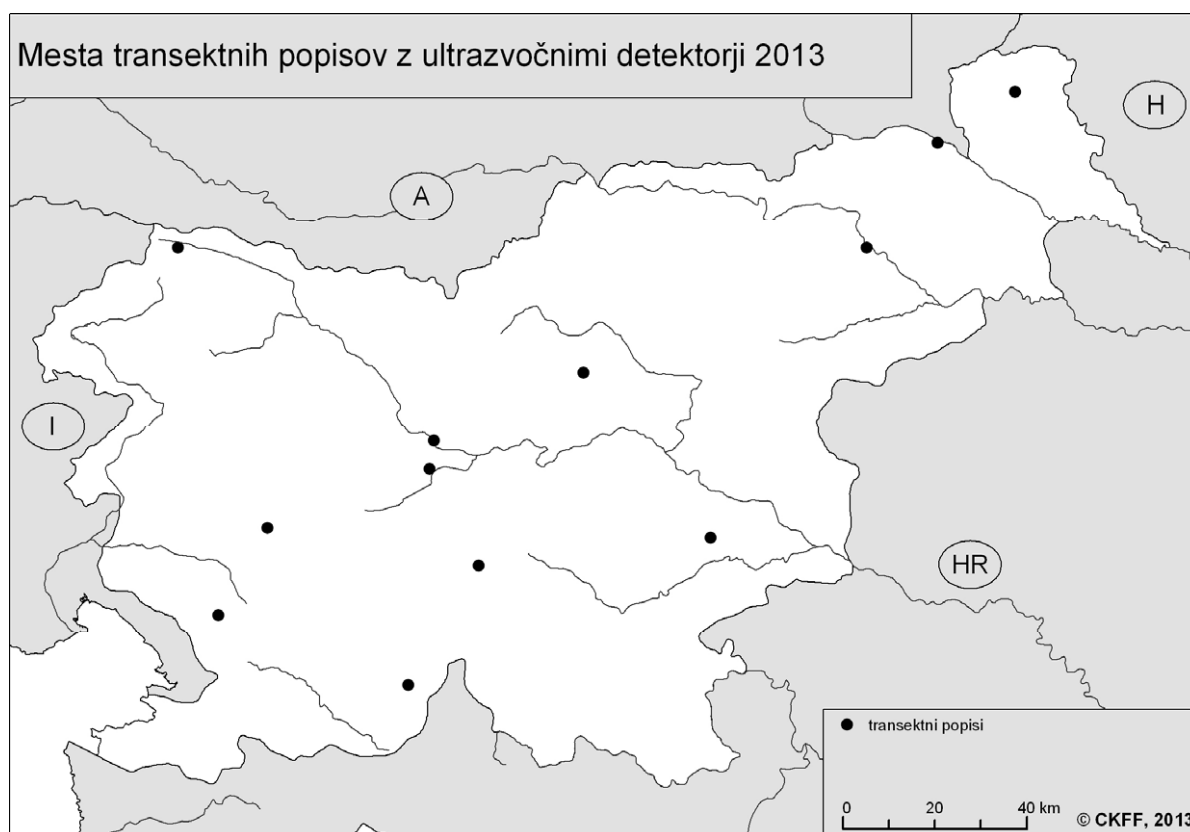 Mesta transektnih popisov z ultrazvočnimi detektorji 2013
H
A
I
HR
transektni popisi
0 20 40 km
© CKFF, 2013